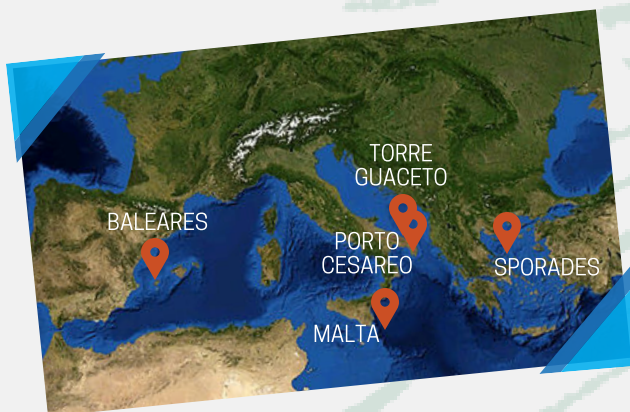 TORRE
GUACETO
BALEARES
PORTO
CESAREO
SPORADES
MALTA